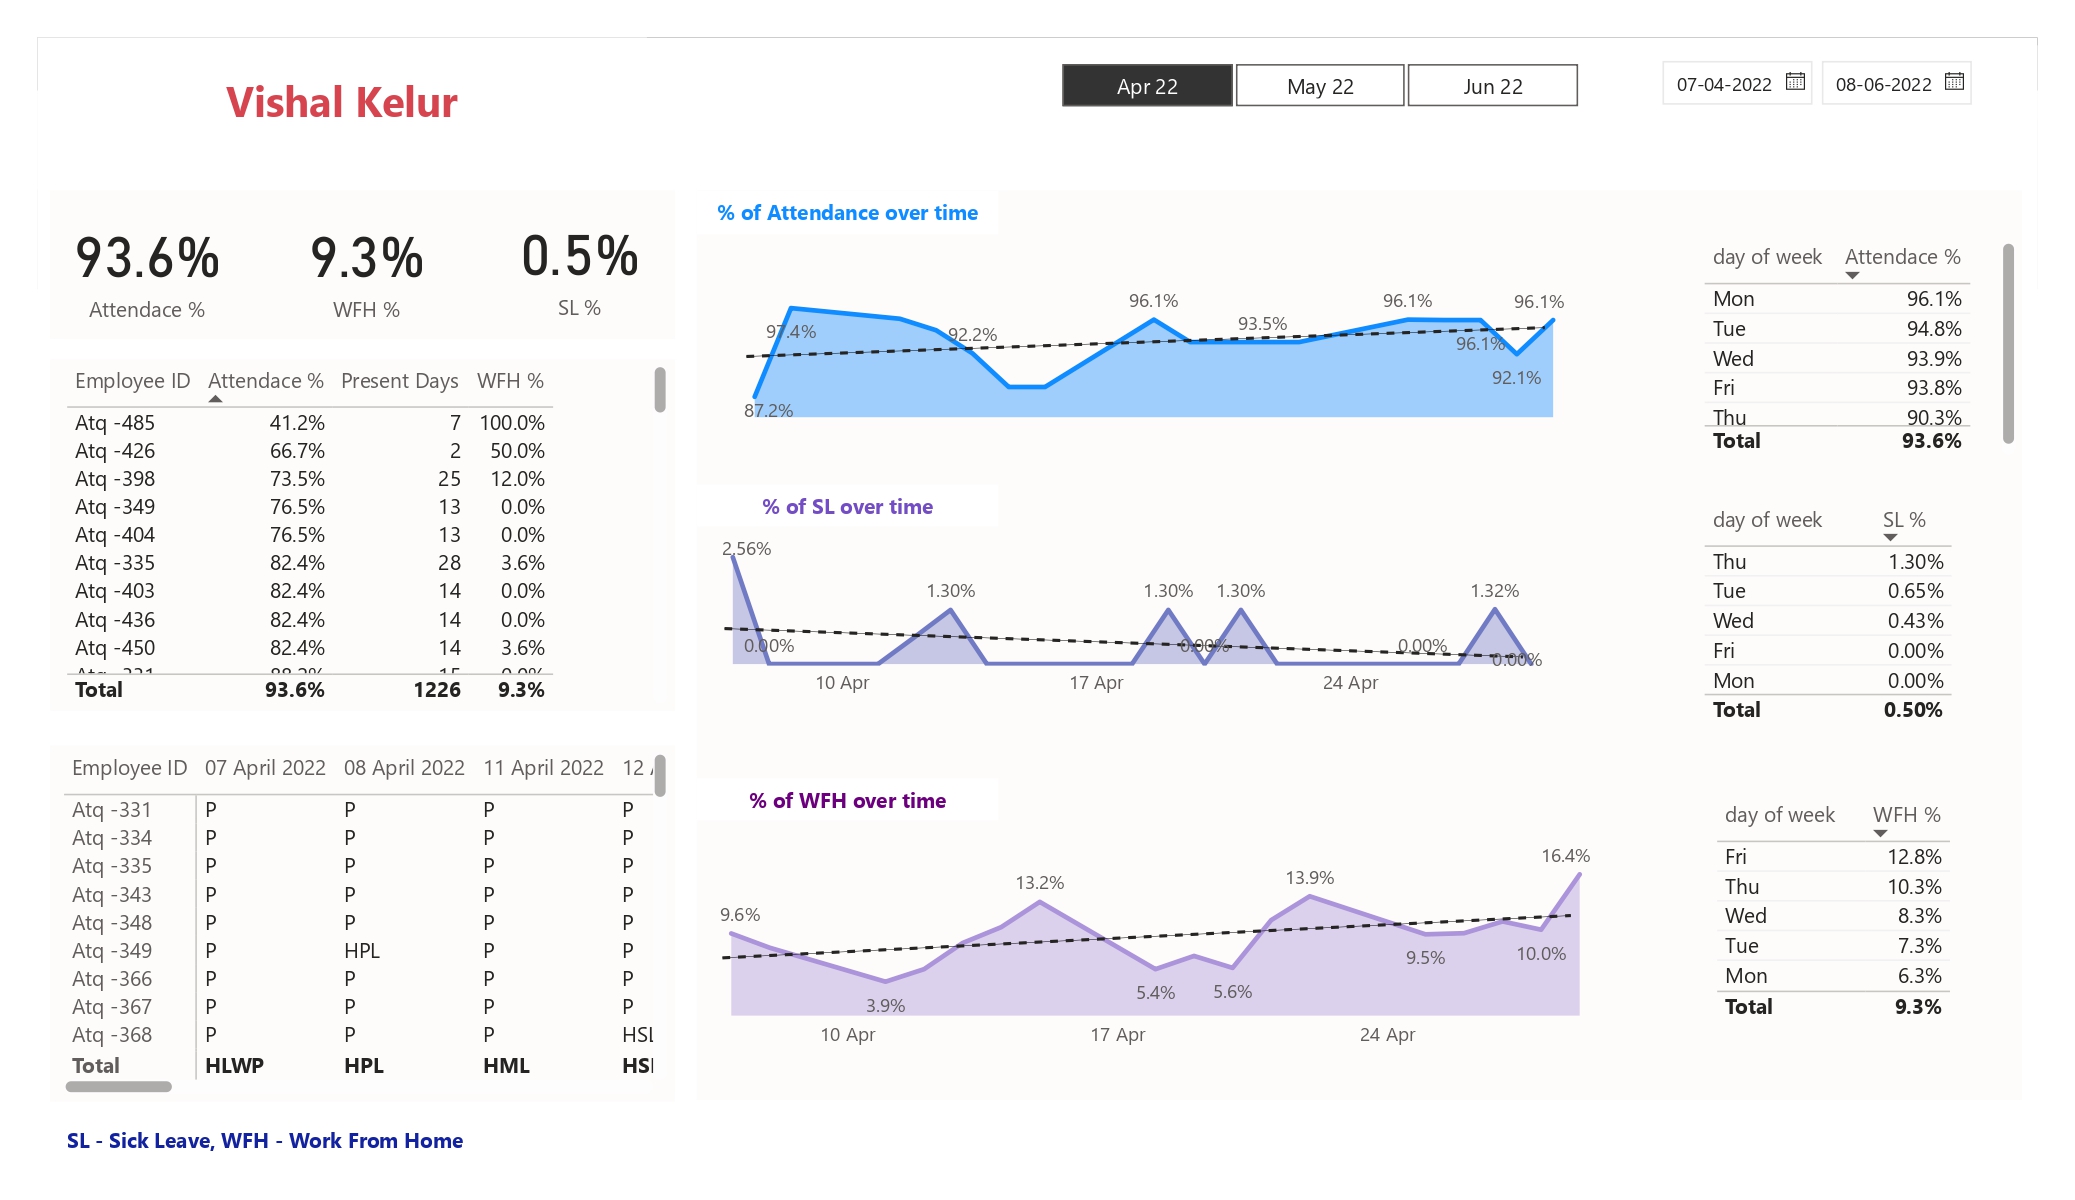 Vishal Kelur
Apr 22 May 22 Jun 22
07-04-2022 08-06-2022
93.6% 9.3% 0.5%
Attendace % WFH % SL %
Employee ID Attendace % Present Days WFH %
Atq -485 41.2% 7 100.0%
Atq -426 66.7% 2 50.0%
Atq -398 73.5% 25 12.0%
Atq -349 76.5% 13 0.0%
Atq -404 76.5% 13 0.0%
Atq -335 82.4% 28 3.6%
Atq -403 82.4% 14 0.0%
Atq -436 82.4% 14 0.0%
Atq -450 82.4% 14 3.6%
Total 93.6% 1226 9.3%
Employee ID 07 April 2022 08 April 2022 11 April 2022 12
Atq -331 P P P P
Atq -334 P P P P
Atq -335 P P P P
Atq -343 P P P P
Atq -348 P P P P
Atq -349 P HPL P P
Atq -366 P P P P
Atq -367 P P P P
Atq -368 P P P HSL
Total HLWP HPL HML
% of Attendance over time
96.1% 96.1% 96.1%
97.4% 92.2% 93.5%
96.1%
92.1%
87.2%
% of SL over time
2.56%
1.30% 1.30% 1.30% 1.32%
0.00% 0.00% 0.00% 0.00%
10 Apr 17 Apr 24 Apr
% of WFH over time
16.4%
13.2% 13.9%
9.6%
9.5% 10.0%
3.9% 5.4% 5.6%
10 Apr 17 Apr 24 Apr
day of week Attendace %
Mon 96.1%
Tue 94.8%
Wed 93.9%
Fri 93.8%
Thu 90.3%
Total 93.6%
day of week SL %
Thu 1.30%
Tue 0.65%
Wed 0.43%
Fri 0.00%
Mon 0.00%
Total 0.50%
day of week WFH %
Fri 12.8%
Thu 10.3%
Wed 8.3%
Tue 7.3%
Mon 6.3%
Total 9.3%
SL - Sick Leave, WFH - Work From Home